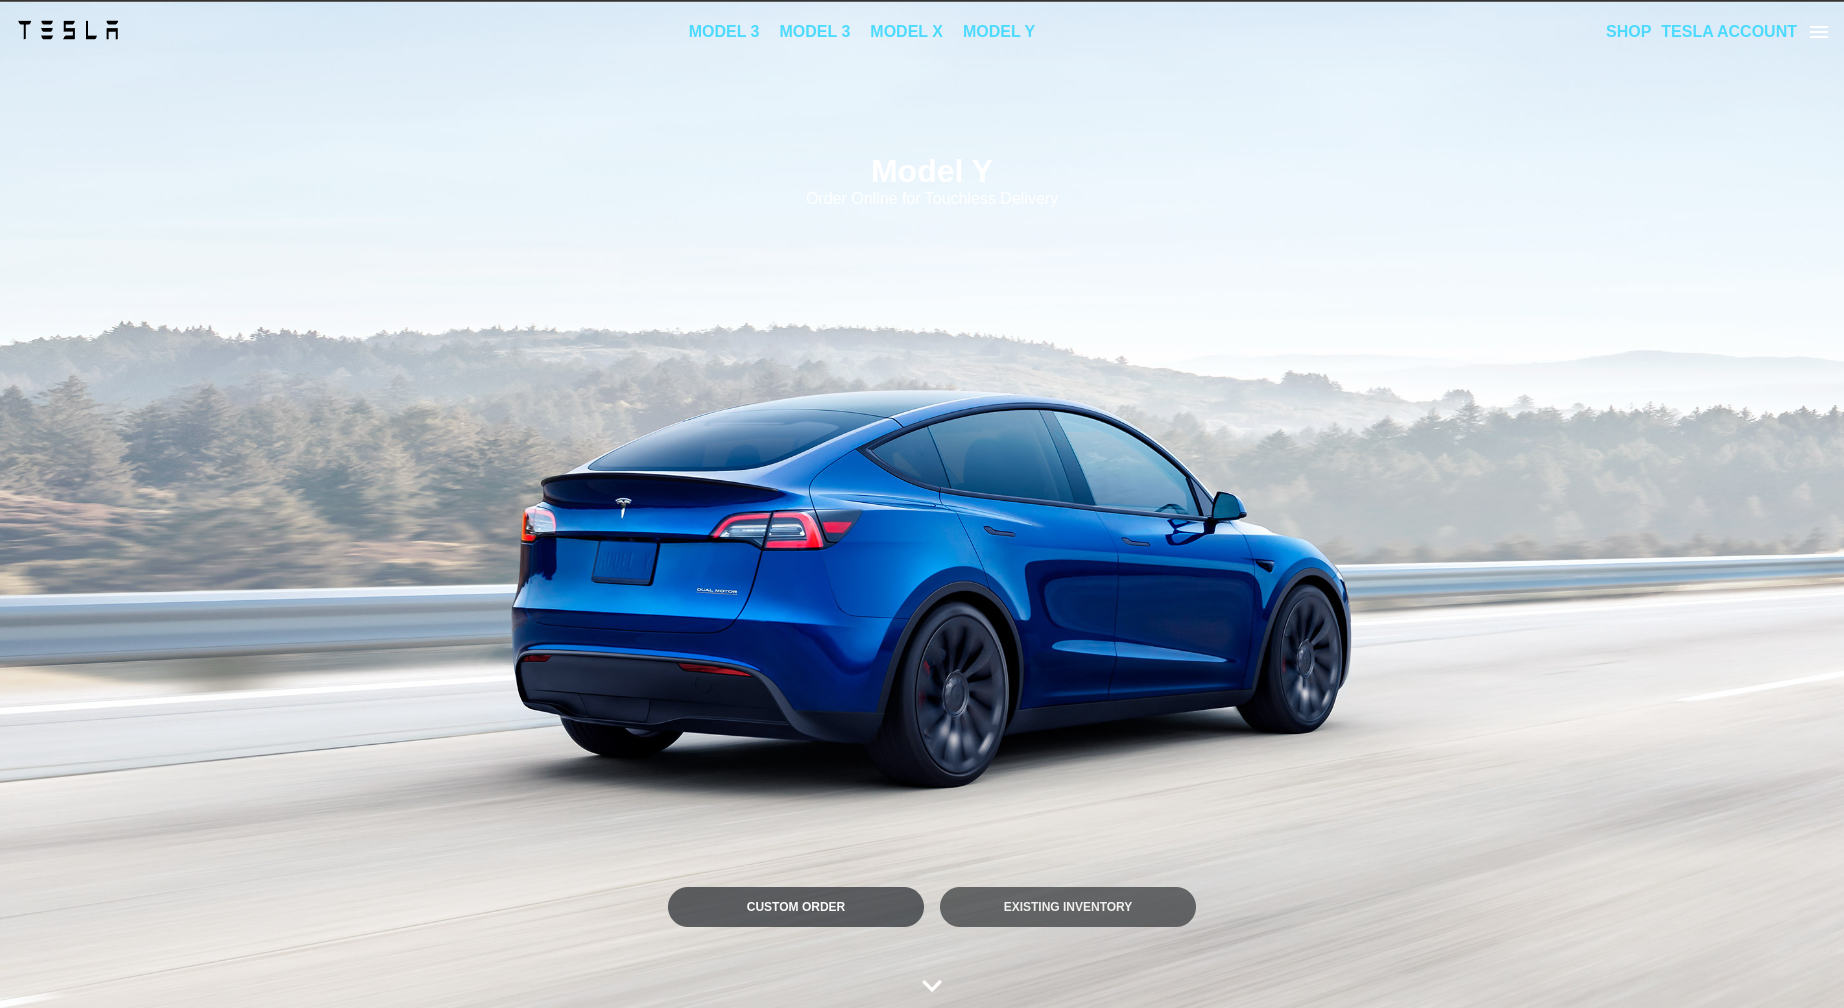 TESLA
MODEL 3 MODEL 3 MODEL X MODEL Y
SHOP TESLA ACCOUNT
Model Y
Order Online for Touchless Delivery
DUAL MOTOR
CUSTOM ORDER
EXISTING INVENTORY